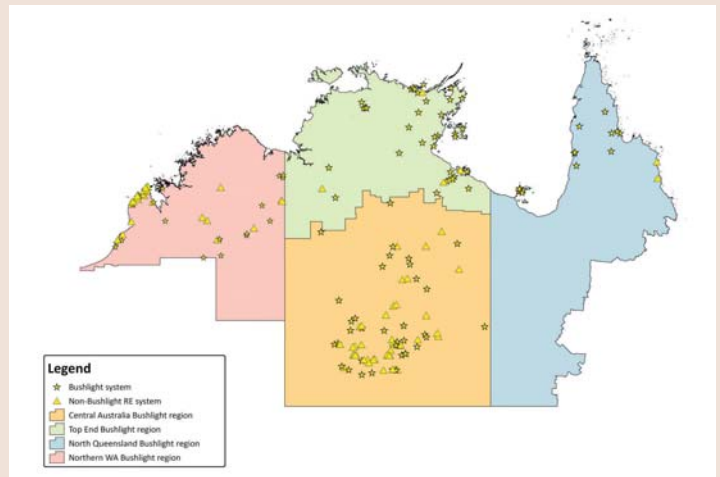 Legend
Bushlight system
Non-Bushlight RE system
Central Australia Bushlight region
Top End Bushlight region
North Queensland Bushlight region
Northern WA Bushlight region